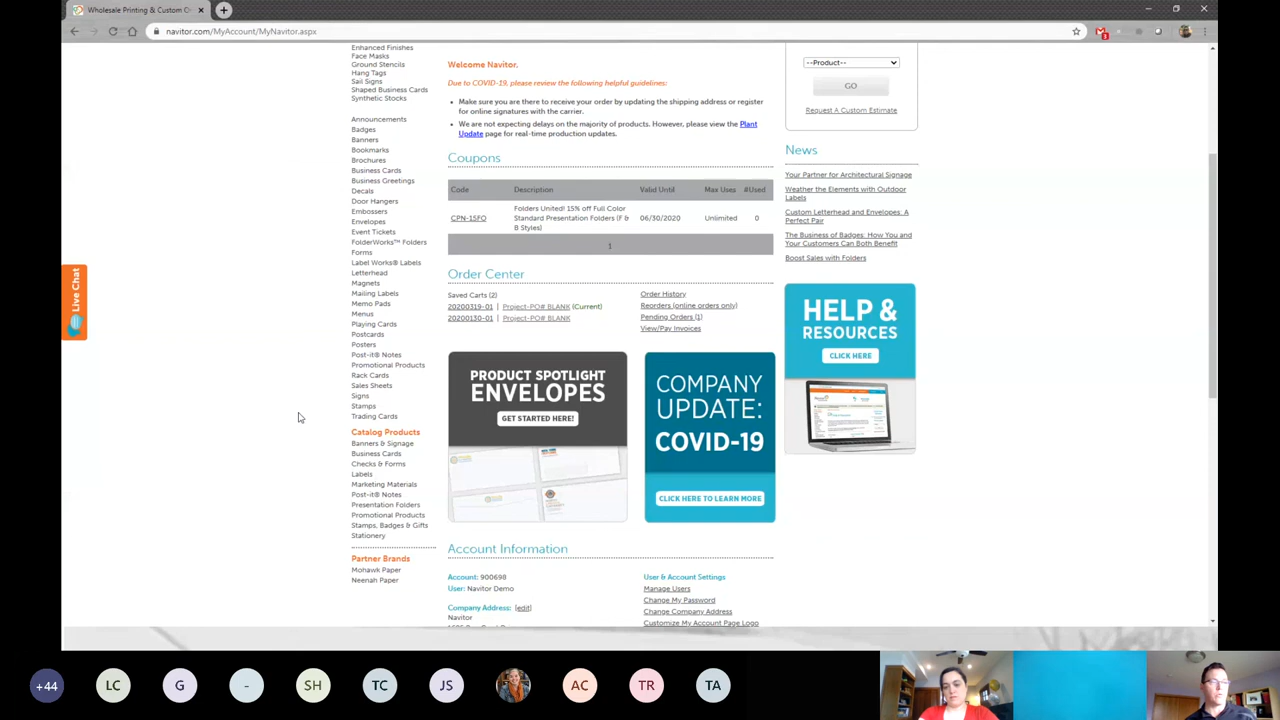 Wholesale Printing & Custom C
navitor.com/MyAccount/MyNavitor.aspx
Enhanced Finishes
Face Masks
Ground Stencils
Hang Tags
Sail Signs
Shaped Business Cards
Synthetic Stocks
Announcements
Badges
Banners
Bookmarks
Brochures
Business Cards
Business Greetings
Decals
Door Hangers
Embossers
Envelopes
Event Tickets
FolderWorks™ Folders
Forms
Label Works® Labels
Letterhead
Magnets
Mailing Labels
Memo Pads
Menus
Playing Cards
Postcards
Posters
Post-it® Notes
Promotional Products
Rack Cards
Sales Sheets
Signs
Stamps
Trading Cards
Catalog Products
Banners & Signage
Business Cards
Checks & Forms
Labels
Marketing Materials
Post-it® Notes
Presentation Folders
Promotional Products
Stamps, Badges & Gifts
Stationery
Partner Brands
Mohawk Paper
Neenah Paper
Live Chat
Welcome Navitor.
Due to COVID-19, please review the following helpful guidelines:
• Make sure you are there to receive your order by updating the shipping address or register
for online signatures with the carrier.
• We are not expecting delays on the majority of products. However, please view the Plant
Update page for real-time production updates.
Coupons
Code Description Valid Until Max Uses #Used
CPN-15FO Folders United! 15% off Full Color Standard Presentation Folders (F & B Styles) 06/30/2020 Unlimited 0
1
Order Center
Saved Carts (2)
20200319-01 | Project-PO# BLANK (Current)
20200130-01 | Project-PO# BLANK
Order History
Reorders (online orders only)
Pending Orders (1)
View/Pay Invoices
PRODUCT SPOTLIGHT
ENVELOPES
GET STARTED HERE!
COMPANY
UPDATE:
COVID-19
CLICK HERE TO LEARN MORE
Account Information
Account: 900698
User: Navitor Demo
Company Address: (edit)
Navitor
User & Account Settings
Manage Users
Change My Password
Change Company Address
Customize My Account Page Logo
--Product--
GO
Request A Custom Estimate
News
Your Partner for Architectural Signage
Weather the Elements with Outdoor
Labels
Custom Letterhead and Envelopes: A
Perfect Pair
The Business of Badges: How You and
Your Customers Can Both Benefit
Boost Sales with Folders
HELP &
RESOURCES
CLICK HERE
+44 LC G - SH TC JS AC TR TA